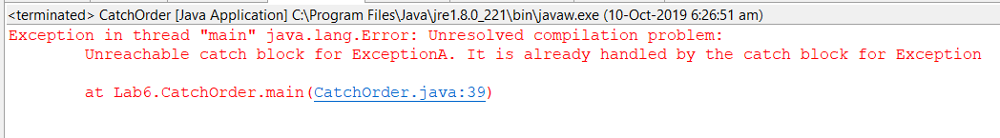 <terminated> CatchOrder [Java Application] C:\Program Files\Java\jre1.8.0_221\bin\javaw.exe (10-Oct-2019 6:26:51 am)
Exception in thread "main" java.lang.Error: Unresolved compilation problem:
Unreachable catch block for ExceptionA. It is already handled by the catch block for Exception
at Lab6.CatchOrder.main(CatchOrder.java:39)